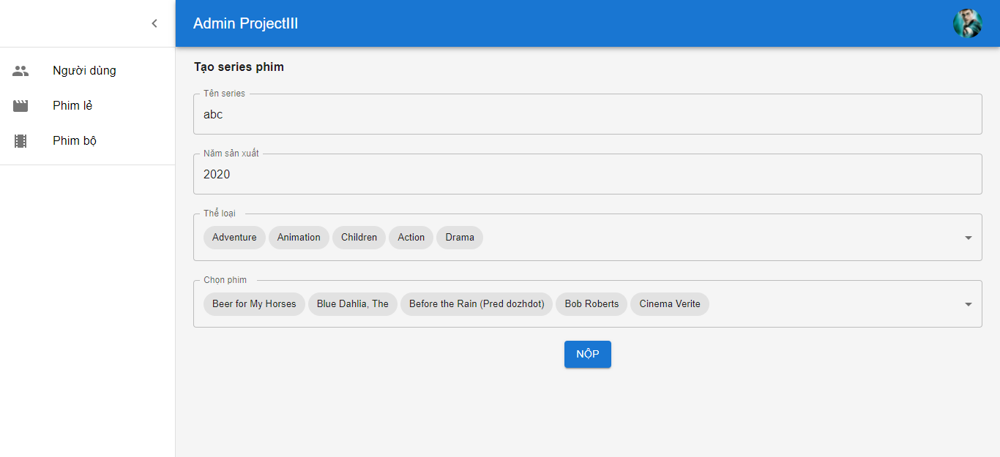 Admin ProjectIII
Người dùng
Phim lẻ
Phim bộ
Tạo series phim
Tên series
abc
Năm sản xuất
2020
Thể loại
Adventure Animation Children Action Drama
Chọn phim
Beer for My Horses Blue Dahlia, The Before the Rain (Pred dozhdot) Bob Roberts Cinema Verite
NỘP